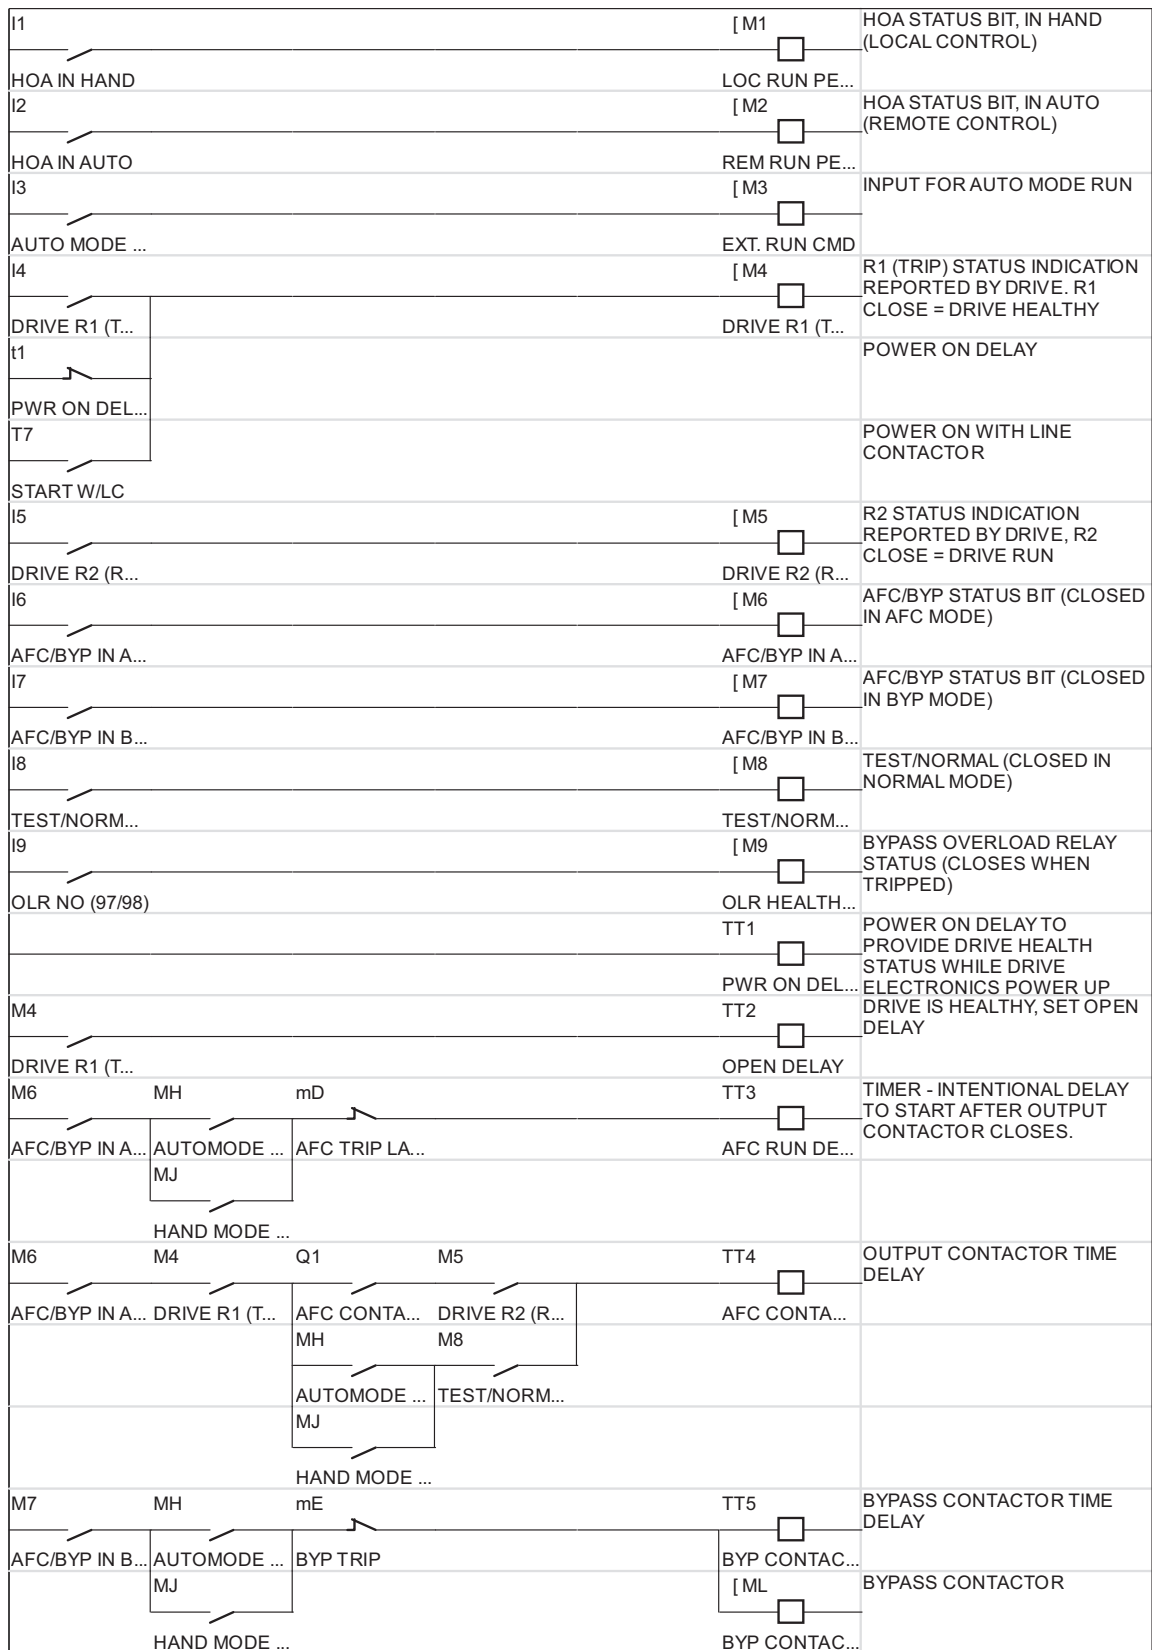 I1
[ M1
HOA STATUS BIT, IN HAND
(LOCAL CONTROL)
HOA IN HAND
LOC RUN PE...
I2
[ M2
HOA STATUS BIT, IN AUTO
(REMOTE CONTROL)
HOA IN AUTO
REM RUN PE...
I3
[ M3
INPUT FOR AUTO MODE RUN
AUTO MODE ...
EXT. RUN CMD
I4
[ M4
R1 (TRIP) STATUS INDICATION
REPORTED BY DRIVE. R1
CLOSE = DRIVE HEALTHY
DRIVE R1 (T...
DRIVE R1 (T...
t1
POWER ON DELAY
PWR ON DEL...
T7
POWER ON WITH LINE
CONTACTOR
START W/LC
I5
[ M5
R2 STATUS INDICATION
REPORTED BY DRIVE, R2
CLOSE = DRIVE RUN
DRIVE R2 (R...
DRIVE R2 (R...
I6
[ M6
AFC/BYP STATUS BIT (CLOSED
IN AFC MODE)
AFC/BYP IN A...
AFC/BYP IN A...
I7
[ M7
AFC/BYP STATUS BIT (CLOSED
IN BYP MODE)
AFC/BYP IN B...
AFC/BYP IN B...
I8
[ M8
TEST/NORMAL (CLOSED IN
NORMAL MODE)
TEST/NORM...
TEST/NORM...
I9
[ M9
BYPASS OVERLOAD RELAY
STATUS (CLOSES WHEN
TRIPPED)
OLR NO (97/98)
OLR HEALTH...
TT1
POWER ON DELAY TO
PROVIDE DRIVE HEALTH
STATUS WHILE DRIVE
ELECTRONICS POWER UP
PWR ON DEL...
M4
TT2
DRIVE IS HEALTHY, SET OPEN
DELAY
DRIVE R1 (T...
OPEN DELAY
M6
MH
mD
TT3
TIMER - INTENTIONAL DELAY
TO START AFTER OUTPUT
CONTACTOR CLOSES.
AFC/BYP IN A...
AUTOMODE ...
AFC TRIP LA...
AFC RUN DE...
MJ
HAND MODE ...
M6
M4
Q1
M5
TT4
OUTPUT CONTACTOR TIME
DELAY
AFC/BYP IN A...
DRIVE R1 (T...
AFC CONTA...
DRIVE R2 (R...
AFC CONTA...
MH
M8
AUTOMODE ...
TEST/NORM...
MJ
HAND MODE ...
M7
MH
mE
TT5
BYPASS CONTACTOR TIME
DELAY
AFC/BYP IN B...
AUTOMODE ...
BYP TRIP
BYP CONTAC...
MJ
[ ML
BYPASS CONTACTOR
HAND MODE ...
BYP CONTAC...